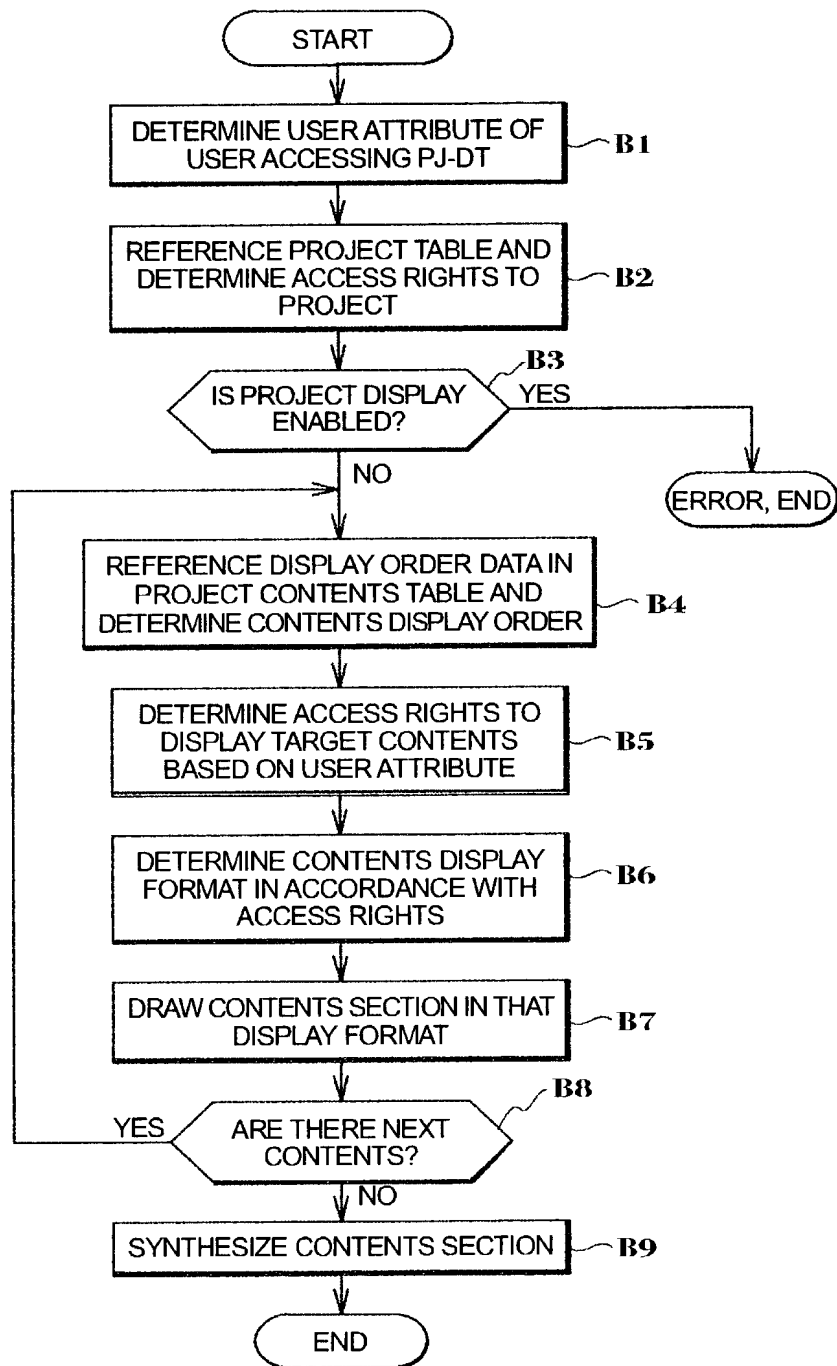 START
DETERMINE USER ATTRIBUTE OF
USER ACCESSING PJ-DT
B1
REFERENCE PROJECT TABLE AND
DETERMINE ACCESS RIGHTS TO
PROJECT
B2
B3
IS PROJECT DISPLAY
ENABLED?
YES
NO
ERROR, END
REFERENCE DISPLAY ORDER DATA IN
PROJECT CONTENTS TABLE AND
DETERMINE CONTENTS DISPLAY ORDER
B4
DETERMINE ACCESS RIGHTS TO
DISPLAY TARGET CONTENTS
BASED ON USER ATTRIBUTE
B5
DETERMINE CONTENTS DISPLAY
FORMAT IN ACCORDANCE WITH
ACCESS RIGHTS
B6
DRAW CONTENTS SECTION IN THAT
DISPLAY FORMAT
B7
B8
YES
ARE THERE NEXT
CONTENTS?
NO
SYNTHESIZE CONTENTS SECTION
B9
END